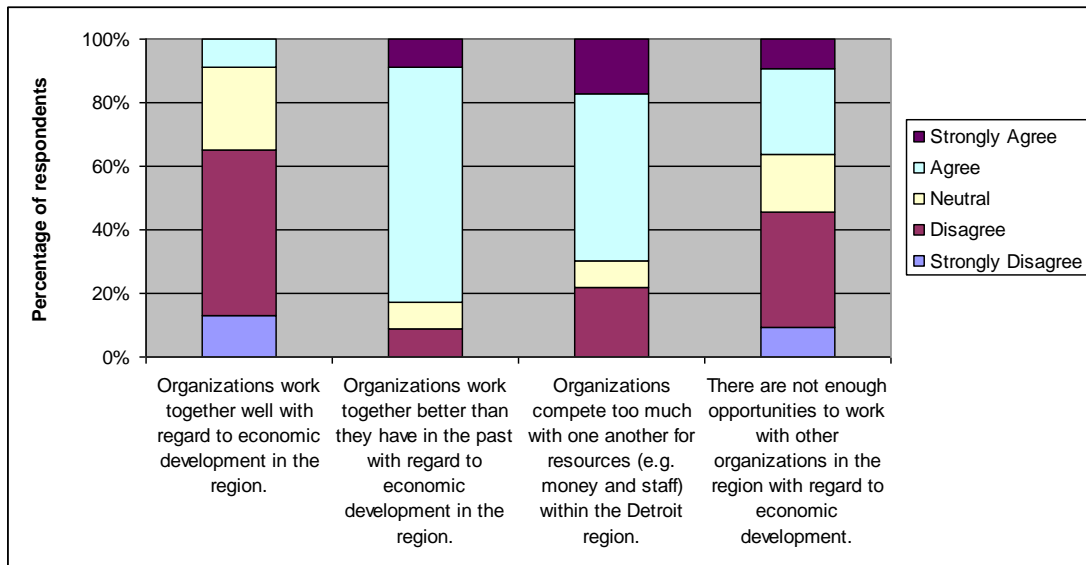 100%
80%
60%
40%
20%
0%
Percentage of respondents
Organizations work
together well with
regard to economic
development in the
region.
Organizations work
together better than
they have in the past
with regard to
economic
development in the
region.
Organizations
compete too much
with one another for
resources (e.g.
money and staff)
within the Detroit
region.
There are not enough
opportunities to work
with other
organizations in the
region with regard to
economic
development.
Strongly Agree
Agree
Neutral
Disagree
Strongly Disagree